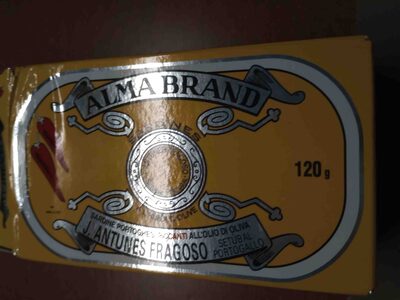 ALMA BRAND
120g
SARDINE PORTOGHESI PICCANTI ALL'OLIO DI OLIVA
J. ANTUNES FRAGOSO
SETUBAL
PORTOGALLO